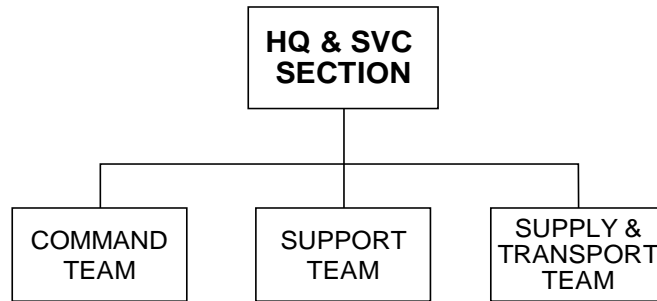 HQ & SVC
SECTION
COMMAND
TEAM
SUPPORT
TEAM
SUPPLY &
TRANSPORT
TEAM